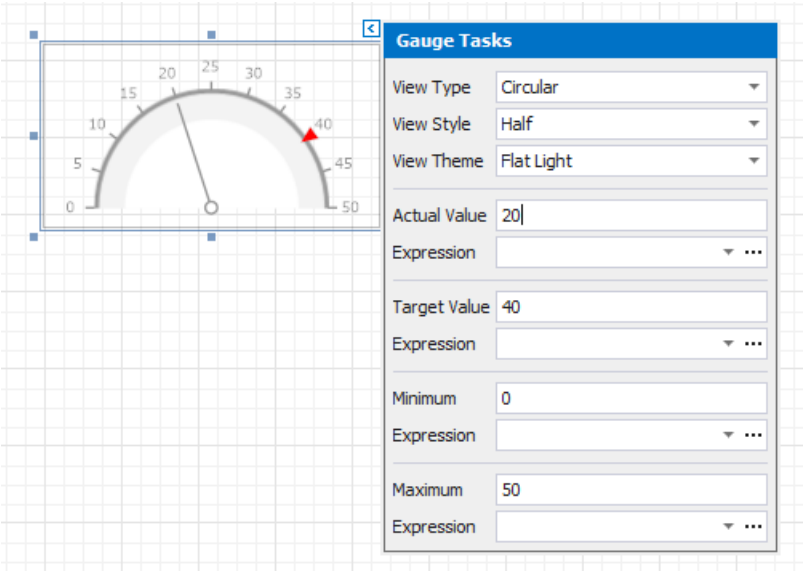 Gauge Tasks
View Type Circular
View Style Half
View Theme Flat Light
Actual Value 20
Expression ...
Target Value 40
Expression ...
Minimum 0
Expression ...
Maximum 50
Expression ...
0
5
10
15
20
25
30
35
40
45
50